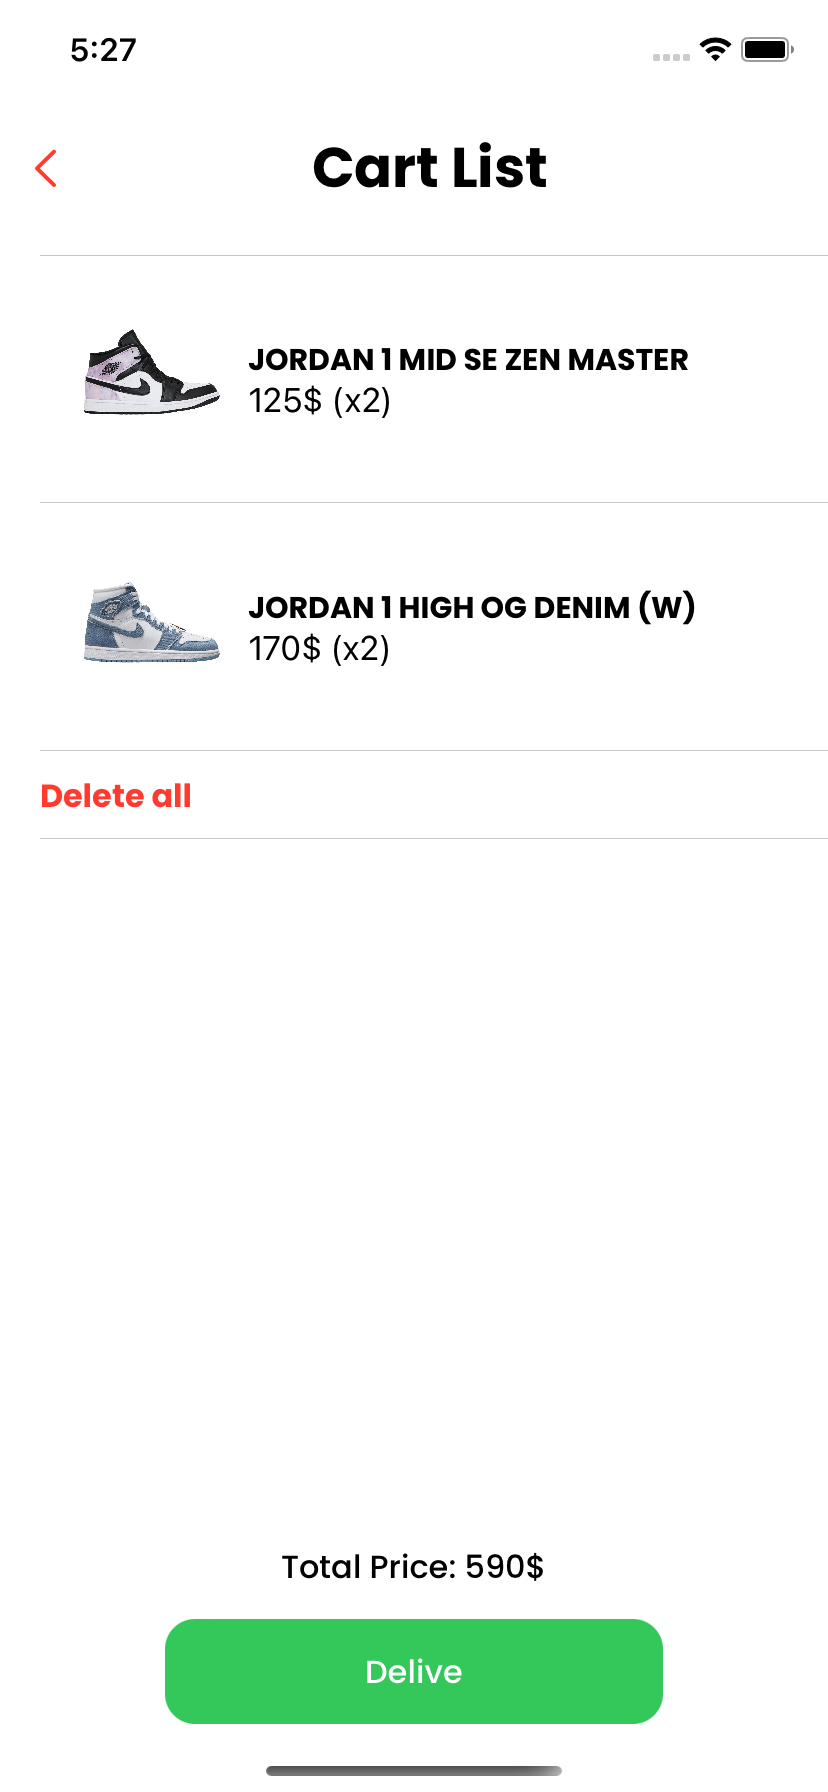 5:27
Cart List
JORDAN 1 MID SE ZEN MASTER
125$ (x2)
JORDAN 1 HIGH OG DENIM (W)
170$ (x2)
Delete all
Total Price: 590$
Delive